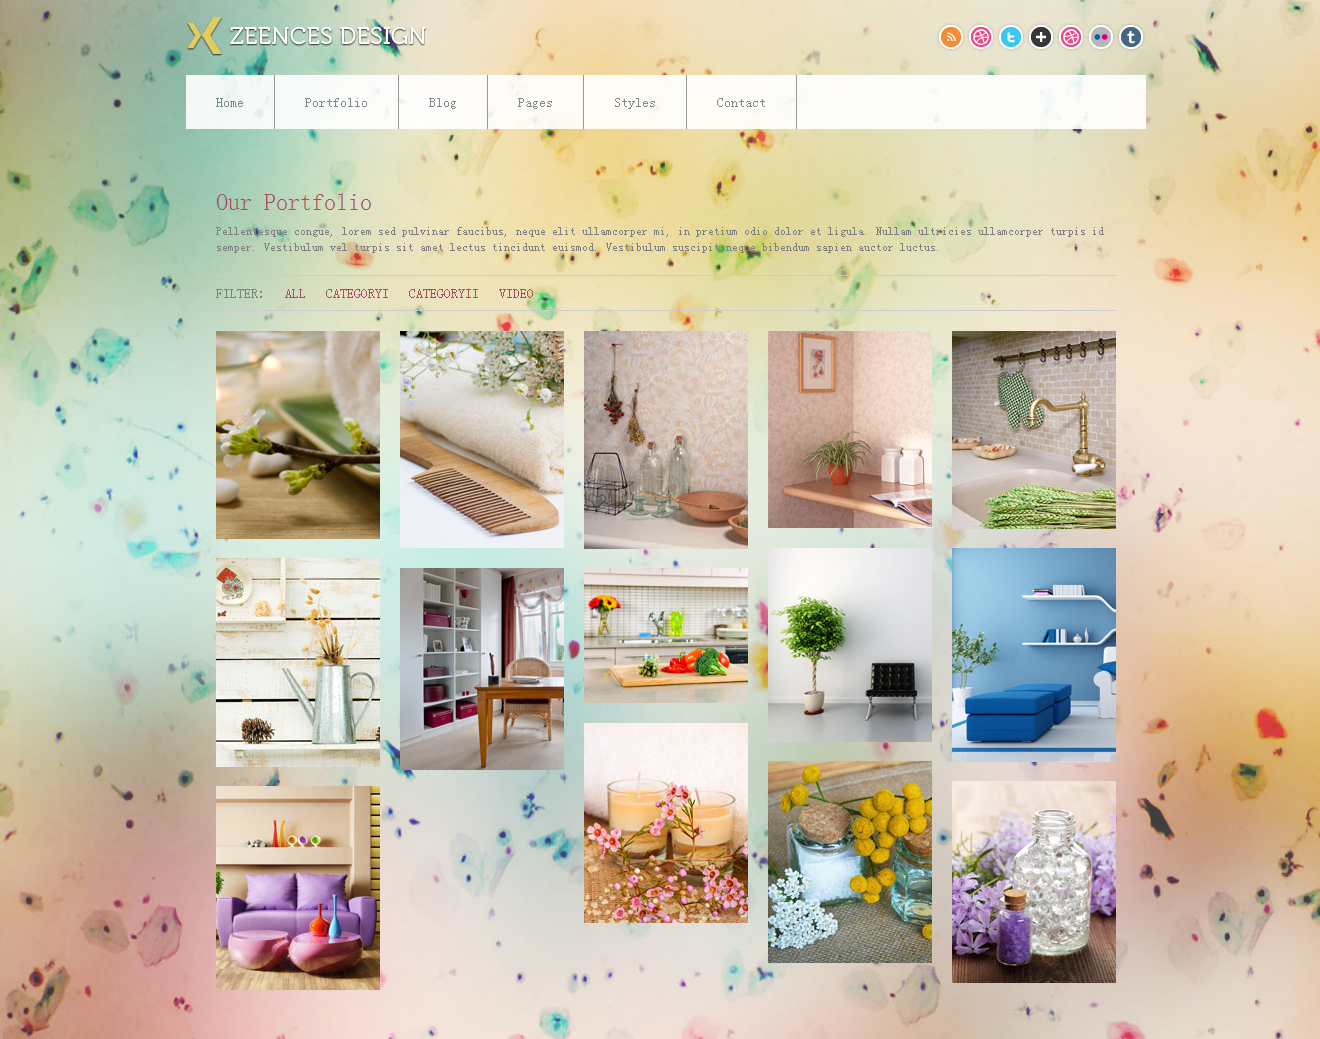 ZEENCES DESIGN
Home Portfolio Blog Pages Styles Contact
Our Portfolio
Pellentesque congue, lorem sed pulvinar faucibus, neque elit ullamcorper mi, in pretium odio dolor et ligula. Nullam ultricies ullamcorper turpis id
semper. Vestibulum vel turpis sit amet lectus tincidunt euismod. Vestibulum suscipit neque bibendum sapien auctor luctus.
FILTER: ALL CATEGORYI CATEGORYII VIDEO